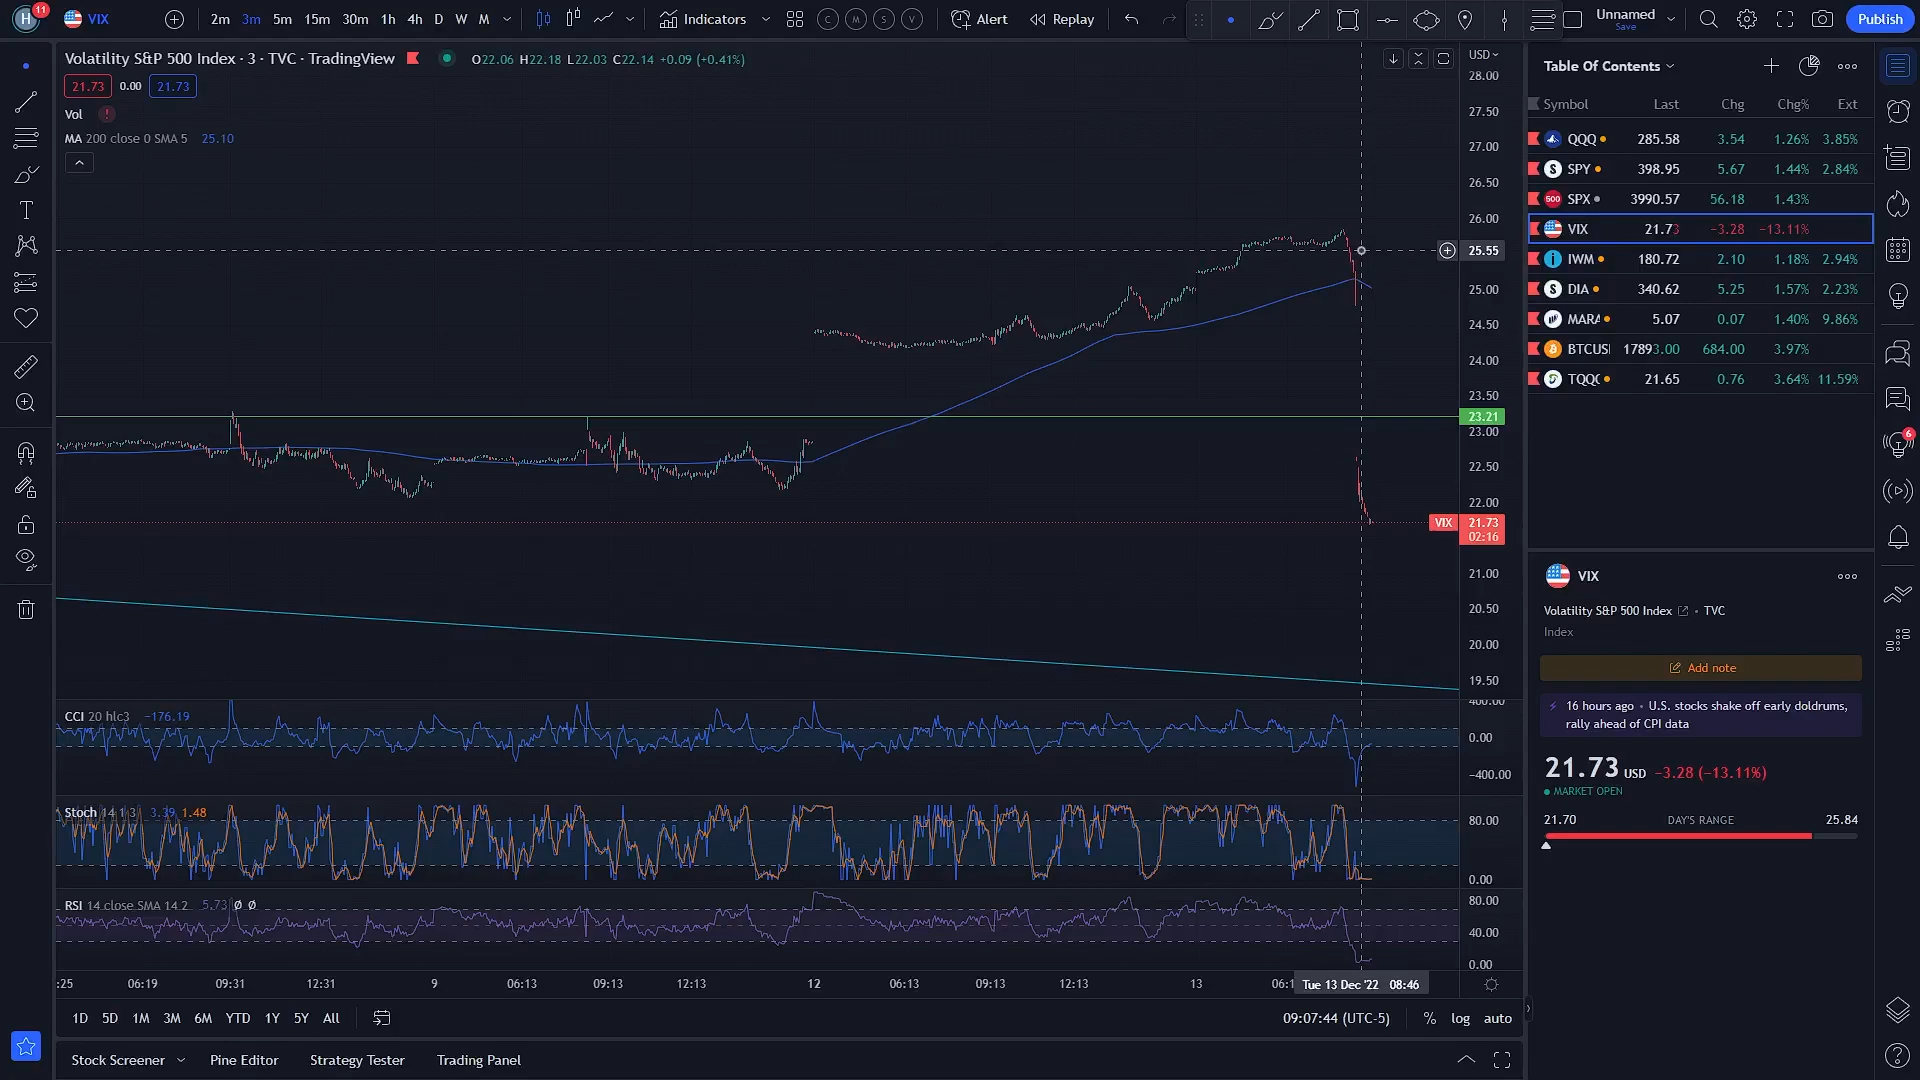 H 11 VIX 2m 3m 5m 15m 30m 1h 4h D W M Indicators C M S V Alert Replay Unnamed Save Publish
Volatility S&P 500 Index · 3 · TVC · TradingView O22.06 H22.18 L22.03 C22.14 +0.09 (+0.41%)
21.73 0.00 21.73
Vol !
MA 200 close 0 SMA 5 25.10
USD
28.00
27.50
27.00
26.50
26.00
25.55
25.00
24.50
24.00
23.50
23.21
23.00
22.50
22.00
VIX 21.73
02:16
21.00
20.50
20.00
19.50
CCI 20 hlc3 −176.19
400.00
0.00
−400.00
Stoch 14 1 3 3.39 1.48
80.00
0.00
RSI 14 close SMA 14 2 5.73 Ø Ø
80.00
40.00
0.00
:25 06:19 09:31 12:31 9 06:13 09:13 12:13 12 06:13 09:13 12:13 13 06:1 Tue 13 Dec '22 08:46
1D 5D 1M 3M 6M YTD 1Y 5Y All 09:07:44 (UTC-5) % log auto
Stock Screener Pine Editor Strategy Tester Trading Panel
Table Of Contents
Symbol Last Chg Chg% Ext
QQQ 285.58 3.54 1.26% 3.85%
S SPY 398.95 5.67 1.44% 2.84%
500 SPX 3990.57 56.18 1.43%
VIX 21.73 −3.28 −13.11%
i IWM 180.72 2.10 1.18% 2.94%
S DIA 340.62 5.25 1.57% 2.23%
MARA 5.07 0.07 1.40% 9.86%
BTCUS 17893.00 684.00 3.97%
TQQQ 21.65 0.76 3.64% 11.59%
6
VIX
Volatility S&P 500 Index · TVC
Index
Add note
16 hours ago · U.S. stocks shake off early doldrums,
rally ahead of CPI data
21.73 USD −3.28 (−13.11%)
MARKET OPEN
21.70 DAY'S RANGE 25.84